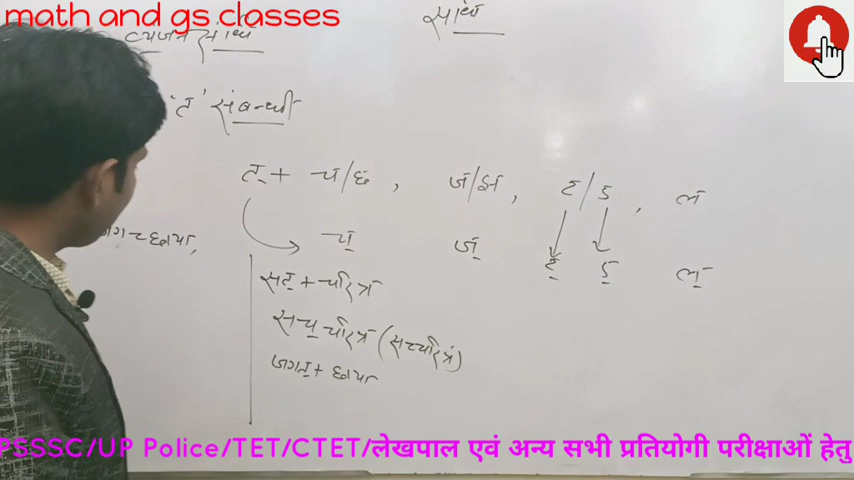 math and gs classes
व्यंजन संधि
संधि
'त' संबन्धी
त् + च/छ, ज/झ, ट/ड, ल
च् ज् ट् ड् ल्
जगच्छाया,
सत् + चरित्र
सच् चरित्र (सच्चरित्र)
जगत् + छाया
PSSSC/UP Police/TET/CTET/लेखपाल एवं अन्य सभी प्रतियोगी परीक्षाओं हेतु